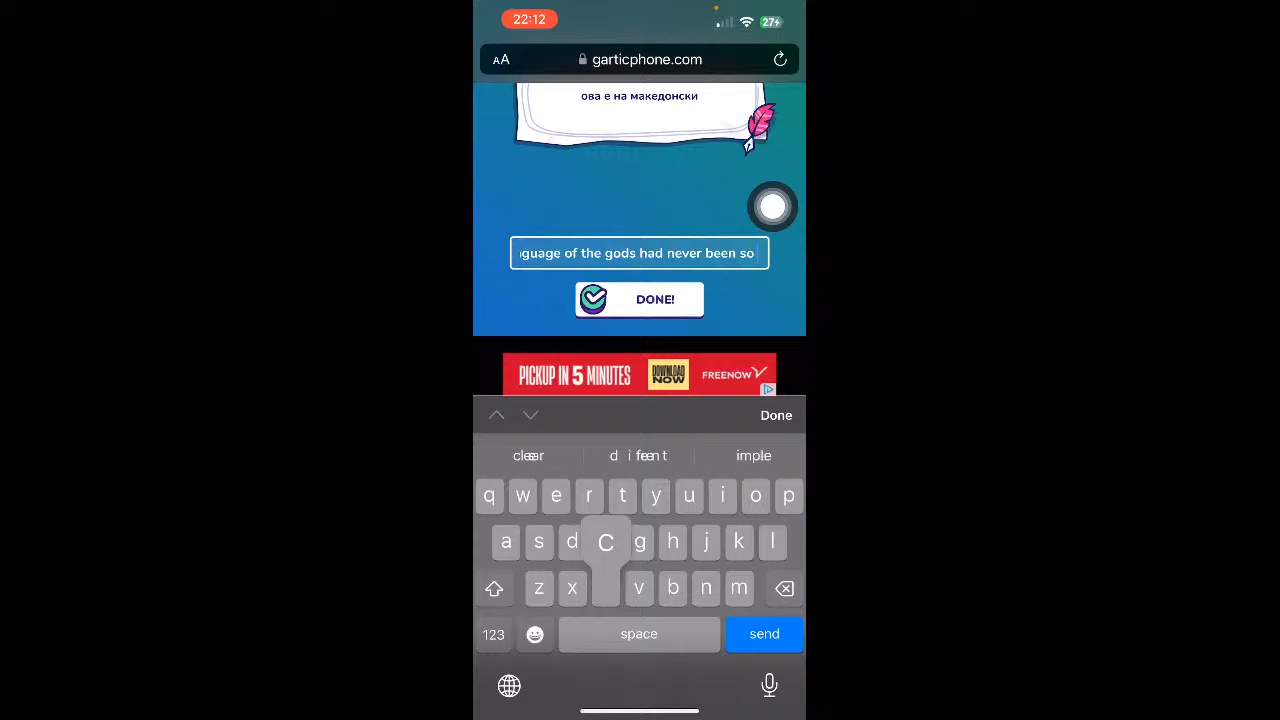 22:12
27
AA garticphone.com
ова е на македонски
guage of the gods had never been so
DONE!
PICKUP IN 5 MINUTES DOWNLOAD NOW FREENOW
Done
clear imple
q w e r t y u i o p
a s d C g h j k l
z x v b n m
123 space send